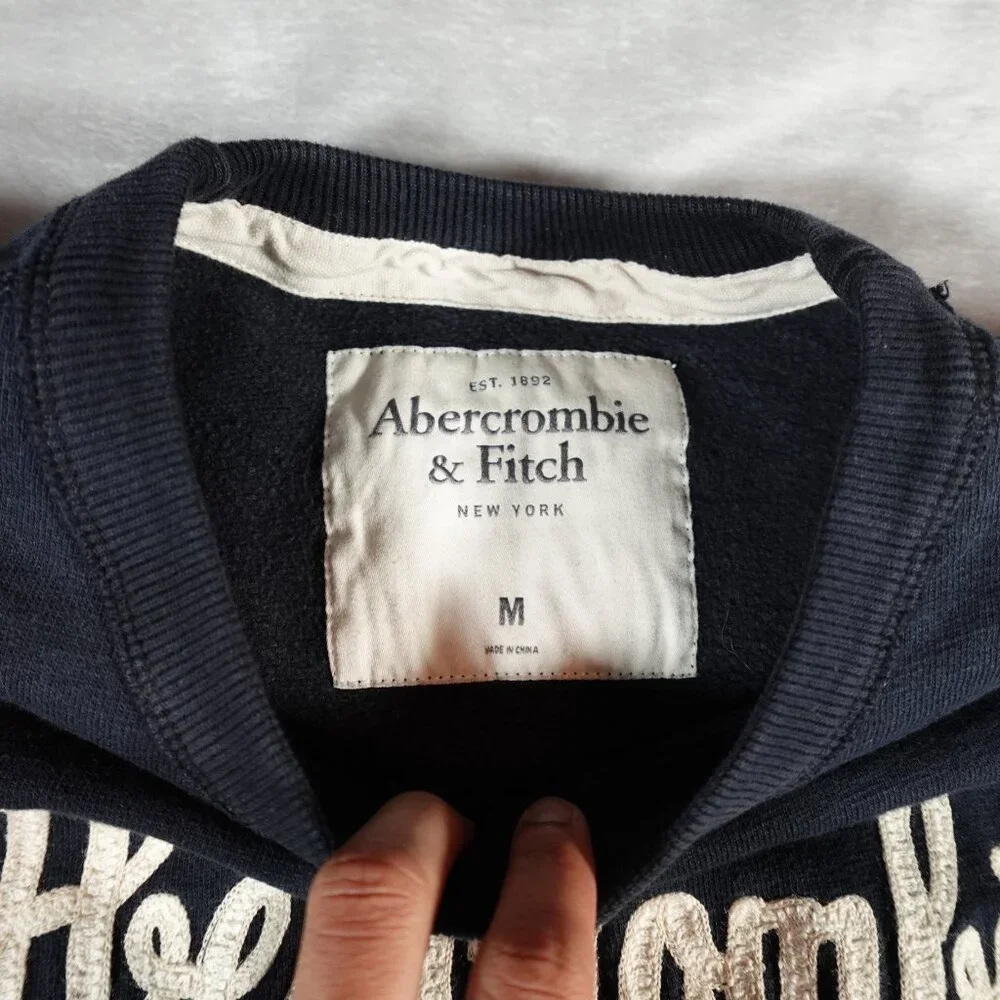 EST. 1892
Abercrombie
& Fitch
NEW YORK
M
MADE IN CHINA